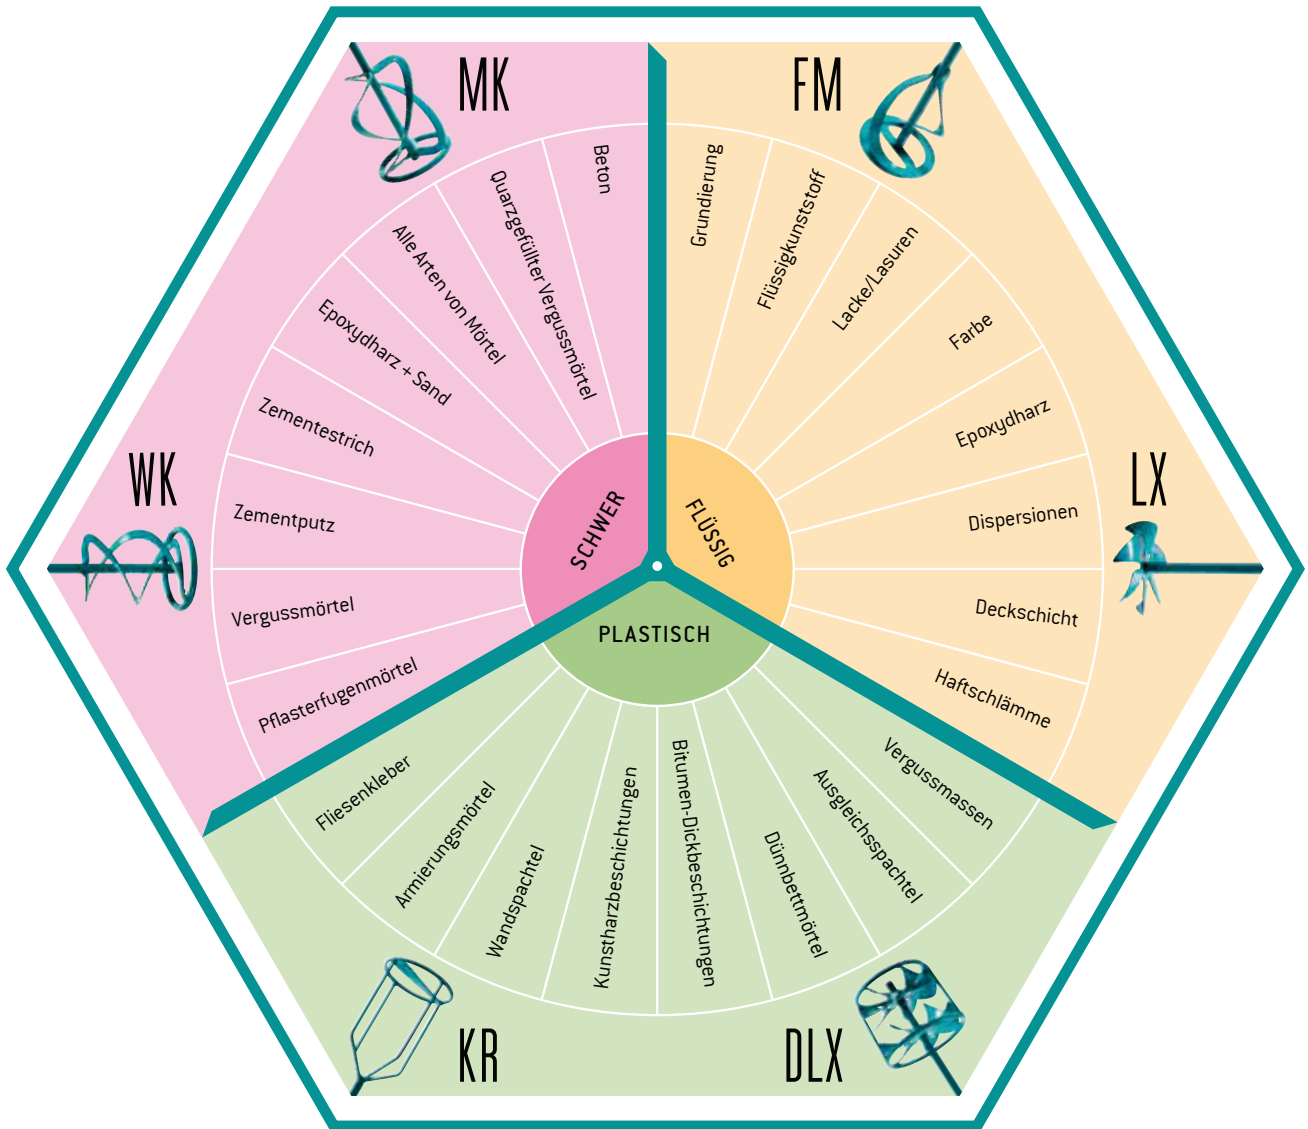 MK
FM
Beton
Quarzgefüllter Vergussmörtel
Alle Arten von Mörtel
Epoxydharz + Sand
Zementestrich
Zementputz
Vergussmörtel
Pflasterfugenmörtel
WK
SCHWER
Grundierung
Flüssigkunststoff
Lacke/Lasuren
Farbe
Epoxydharz
Dispersionen
Deckschicht
Haftschlämme
LX
FLÜSSIG
PLASTISCH
Fliesenkleber
Armierungsmörtel
Wandspachtel
Kunstharzbeschichtungen
Bitumen-Dickbeschichtungen
Dünnbettmörtel
Ausgleichsspachtel
Vergussmassen
KR
DLX